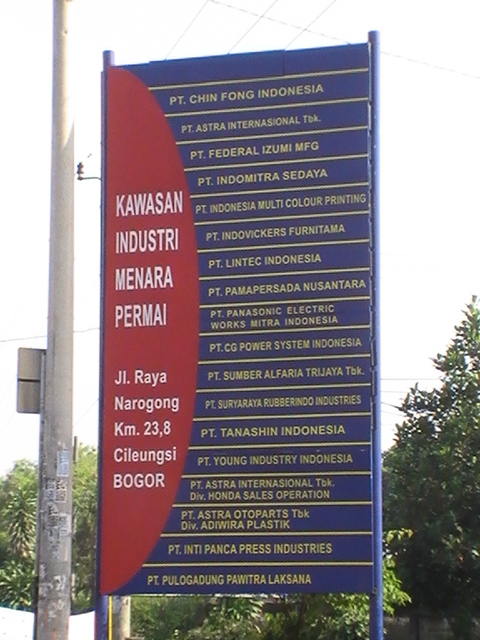 KAWASAN
INDUSTRI
MENARA
PERMAI
Jl. Raya
Narogong
Km. 23,8
Cileungsi
BOGOR
PT. CHIN FONG INDONESIA
PT. ASTRA INTERNASIONAL Tbk.
PT. FEDERAL IZUMI MFG
PT. INDOMITRA SEDAYA
PT. INDONESIA MULTI COLOUR PRINTING
PT. INDOVICKERS FURNITAMA
PT. LINTEC INDONESIA
PT. PAMAPERSADA NUSANTARA
PT. PANASONIC ELECTRIC
WORKS MITRA INDONESIA
PT.CG POWER SYSTEM INDONESIA
PT. SUMBER ALFARIA TRIJAYA Tbk.
PT. SURYARAYA RUBBERINDO INDUSTRIES
PT. TANASHIN INDONESIA
PT. YOUNG INDUSTRY INDONESIA
PT. ASTRA INTERNASIONAL Tbk.
Div. HONDA SALES OPERATION
PT. ASTRA OTOPARTS Tbk
Div. ADIWIRA PLASTIK
PT. INTI PANCA PRESS INDUSTRIES
PT. PULOGADUNG PAWITRA LAKSANA